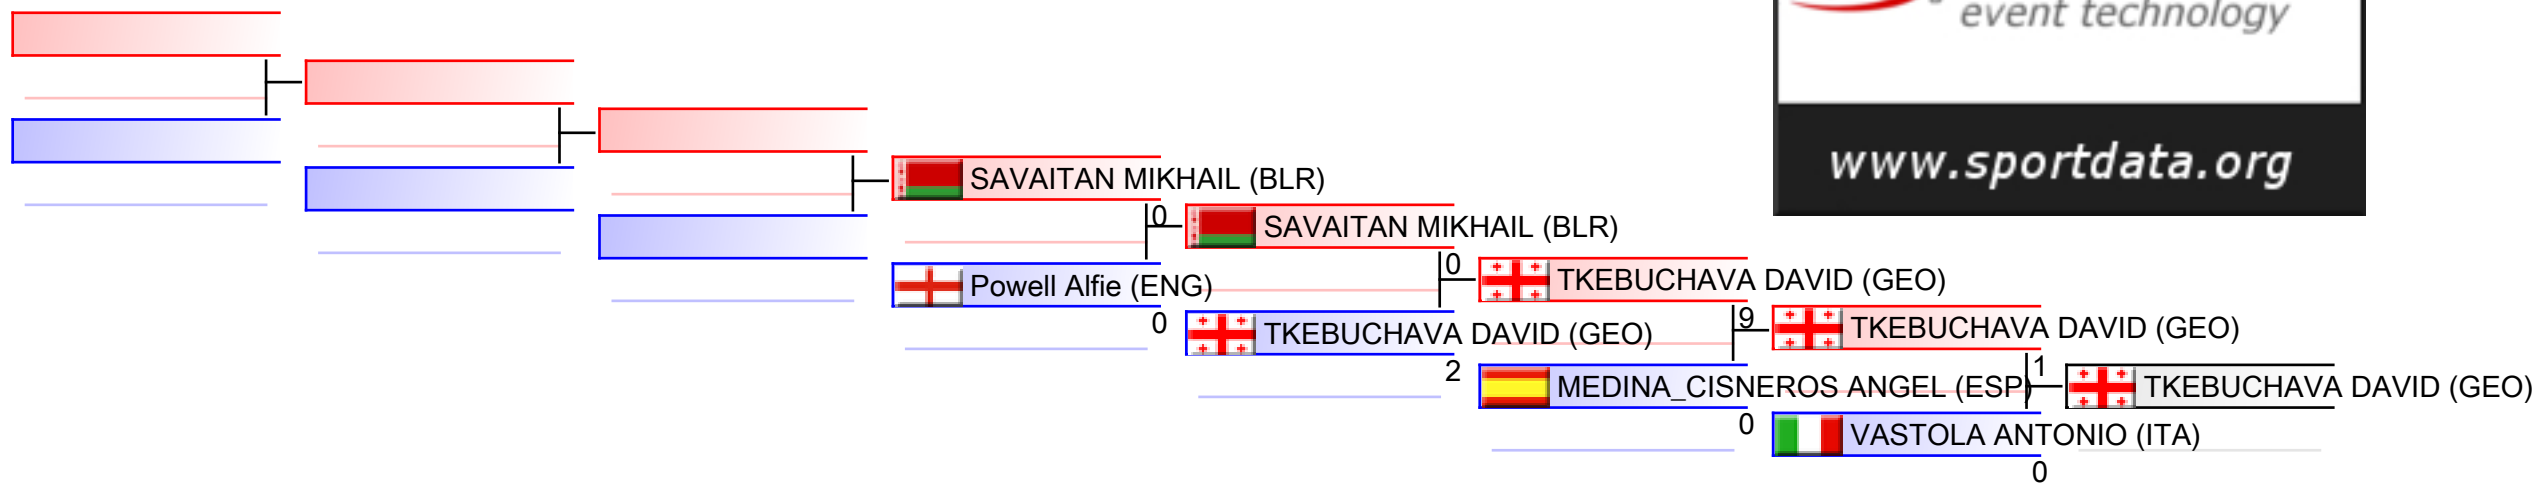 event technology
www.sportdata.org
SAVAITAN MIKHAIL (BLR)
0
SAVAITAN MIKHAIL (BLR)
0
Powell Alfie (ENG)
0
TKEBUCHAVA DAVID (GEO)
9
TKEBUCHAVA DAVID (GEO)
2
TKEBUCHAVA DAVID (GEO)
1
MEDINA_CISNEROS ANGEL (ESP)
0
TKEBUCHAVA DAVID (GEO)
VASTOLA ANTONIO (ITA)
0